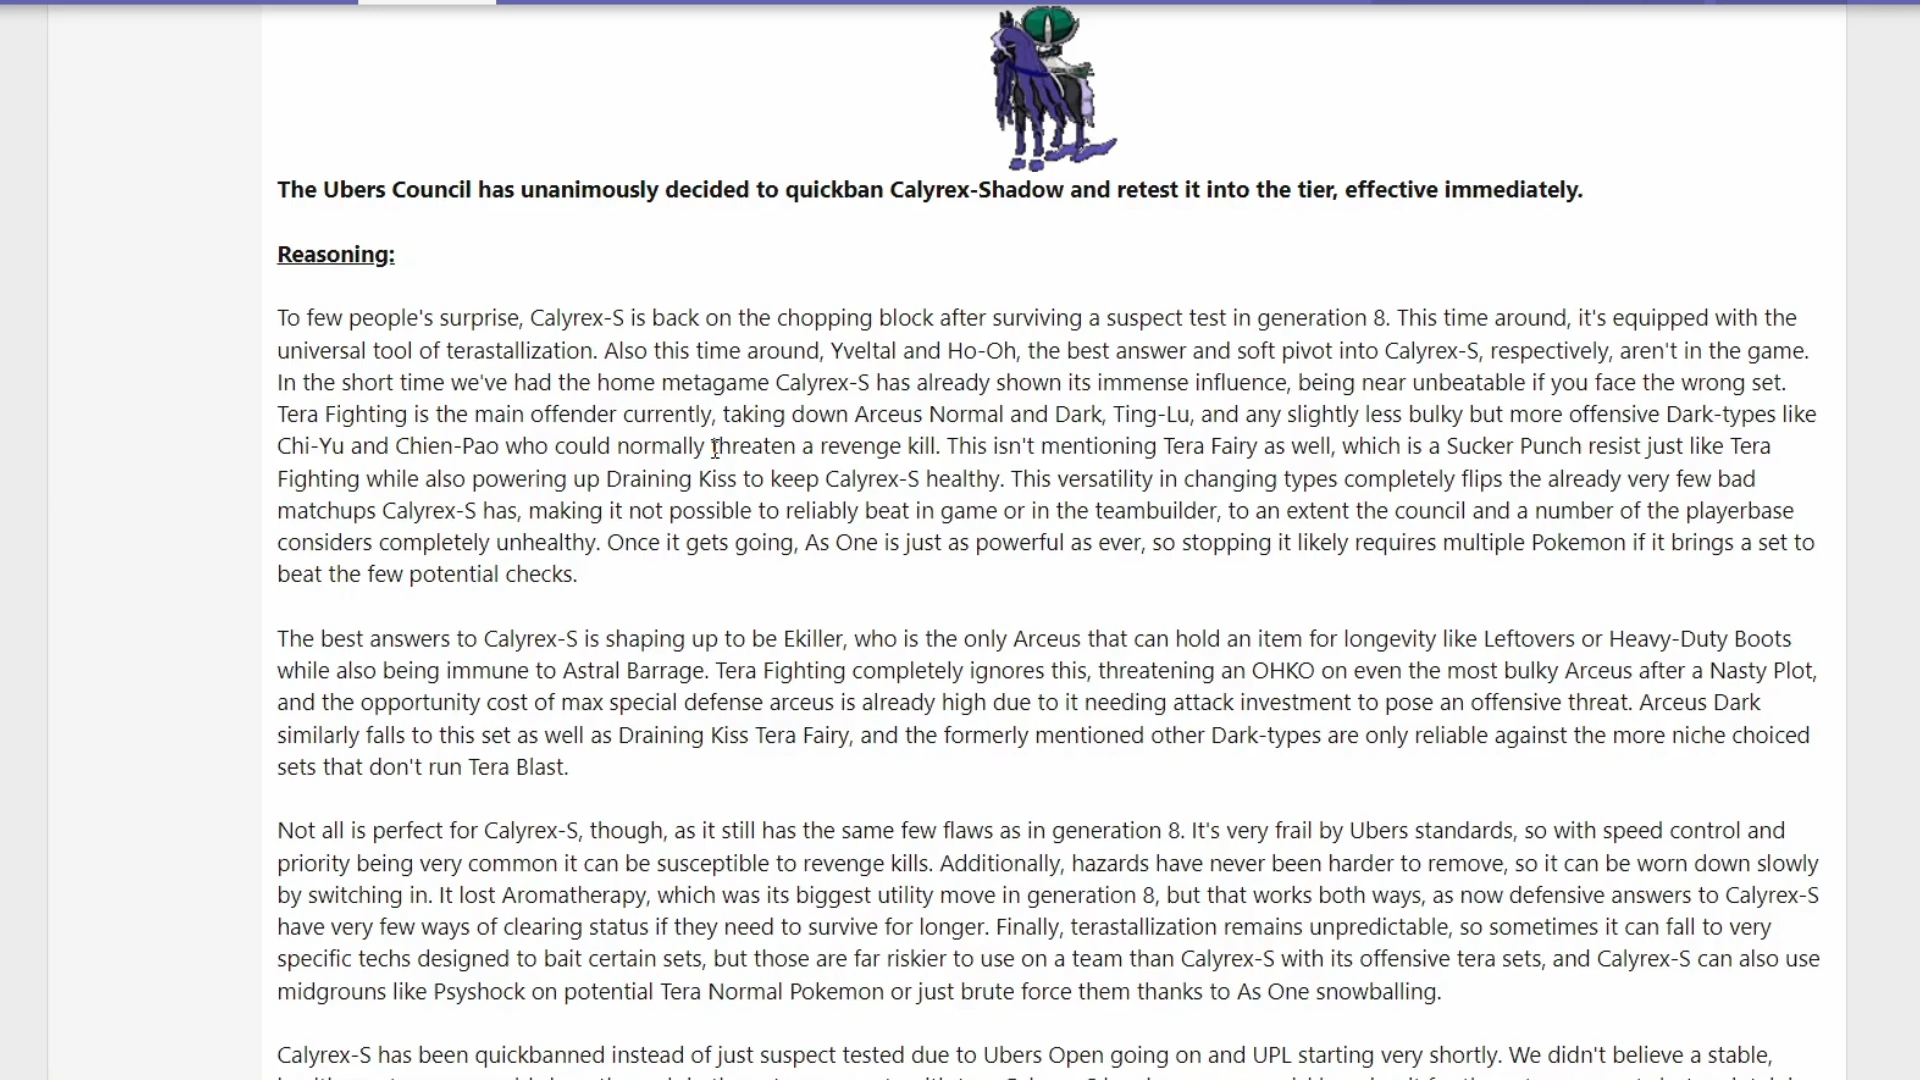 The Ubers Council has unanimously decided to quickban Calyrex-Shadow and retest it into the tier, effective immediately.
Reasoning:
To few people's surprise, Calyrex-S is back on the chopping block after surviving a suspect test in generation 8. This time around, it's equipped with the
universal tool of terastallization. Also this time around, Yveltal and Ho-Oh, the best answer and soft pivot into Calyrex-S, respectively, aren't in the game.
In the short time we've had the home metagame Calyrex-S has already shown its immense influence, being near unbeatable if you face the wrong set.
Tera Fighting is the main offender currently, taking down Arceus Normal and Dark, Ting-Lu, and any slightly less bulky but more offensive Dark-types like
Chi-Yu and Chien-Pao who could normally threaten a revenge kill. This isn't mentioning Tera Fairy as well, which is a Sucker Punch resist just like Tera
Fighting while also powering up Draining Kiss to keep Calyrex-S healthy. This versatility in changing types completely flips the already very few bad
matchups Calyrex-S has, making it not possible to reliably beat in game or in the teambuilder, to an extent the council and a number of the playerbase
considers completely unhealthy. Once it gets going, As One is just as powerful as ever, so stopping it likely requires multiple Pokemon if it brings a set to
beat the few potential checks.
The best answers to Calyrex-S is shaping up to be Ekiller, who is the only Arceus that can hold an item for longevity like Leftovers or Heavy-Duty Boots
while also being immune to Astral Barrage. Tera Fighting completely ignores this, threatening an OHKO on even the most bulky Arceus after a Nasty Plot,
and the opportunity cost of max special defense arceus is already high due to it needing attack investment to pose an offensive threat. Arceus Dark
similarly falls to this set as well as Draining Kiss Tera Fairy, and the formerly mentioned other Dark-types are only reliable against the more niche choiced
sets that don't run Tera Blast.
Not all is perfect for Calyrex-S, though, as it still has the same few flaws as in generation 8. It's very frail by Ubers standards, so with speed control and
priority being very common it can be susceptible to revenge kills. Additionally, hazards have never been harder to remove, so it can be worn down slowly
by switching in. It lost Aromatherapy, which was its biggest utility move in generation 8, but that works both ways, as now defensive answers to Calyrex-S
have very few ways of clearing status if they need to survive for longer. Finally, terastallization remains unpredictable, so sometimes it can fall to very
specific techs designed to bait certain sets, but those are far riskier to use on a team than Calyrex-S with its offensive tera sets, and Calyrex-S can also use
midgrouns like Psyshock on potential Tera Normal Pokemon or just brute force them thanks to As One snowballing.
Calyrex-S has been quickbanned instead of just suspect tested due to Ubers Open going on and UPL starting very shortly. We didn't believe a stable,